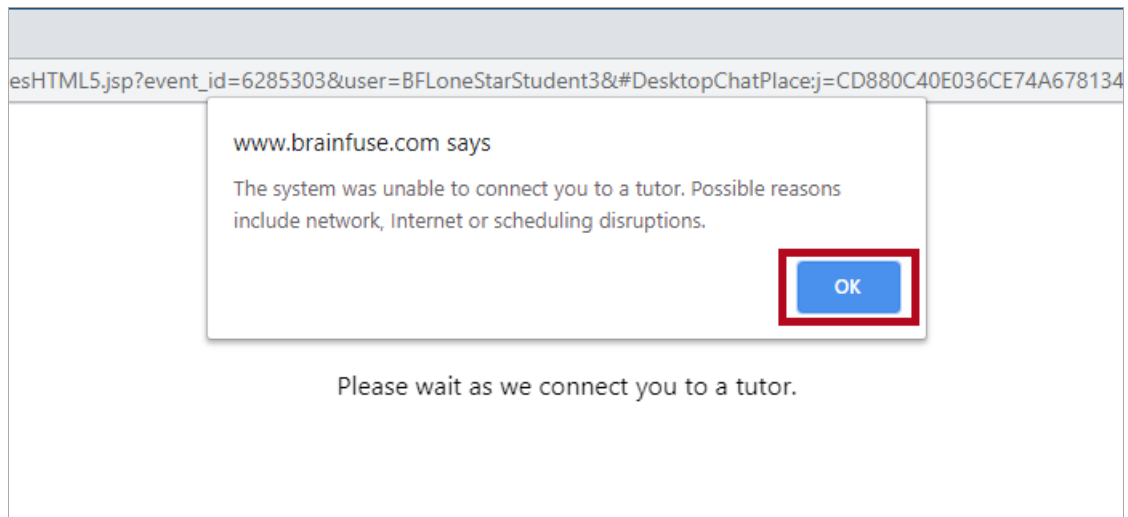 esHTML5.jsp?event_id=6285303&user=BFLoneStarStudent3&#DesktopChatPlace;j=CD880C40E036CE74A678134
www.brainfuse.com says
The system was unable to connect you to a tutor. Possible reasons
include network, Internet or scheduling disruptions.
OK
Please wait as we connect you to a tutor.